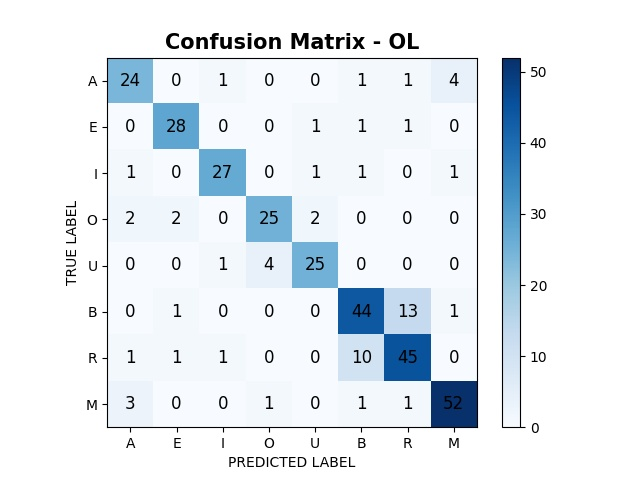 Confusion Matrix - OL
TRUE LABEL
A 24 0 1 0 0 1 1 4
E 0 28 0 0 1 1 1 0
I 1 0 27 0 1 1 0 1
O 2 2 0 25 2 0 0 0
U 0 0 1 4 25 0 0 0
B 0 1 0 0 0 44 13 1
R 1 1 1 0 0 10 45 0
M 3 0 0 1 0 1 1 52
A E I O U B R M
PREDICTED LABEL
50
40
30
20
10
0